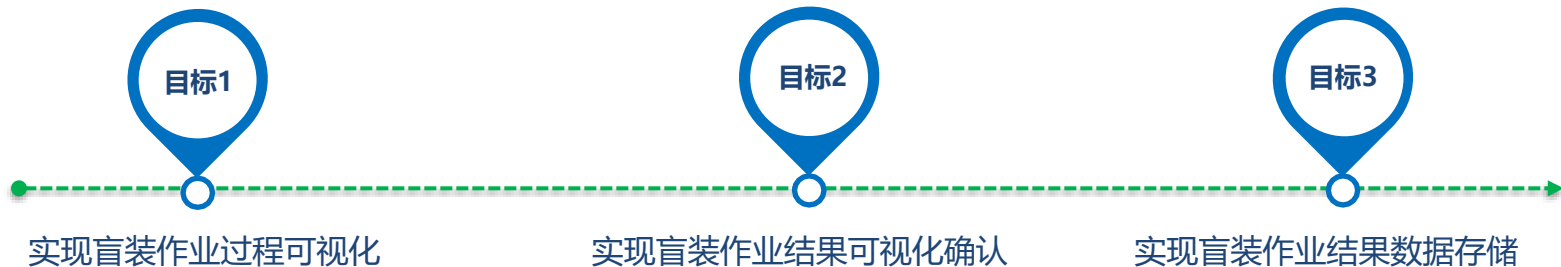 目标1
目标2
目标3
实现盲装作业过程可视化
实现盲装作业结果可视化确认
实现盲装作业结果数据存储